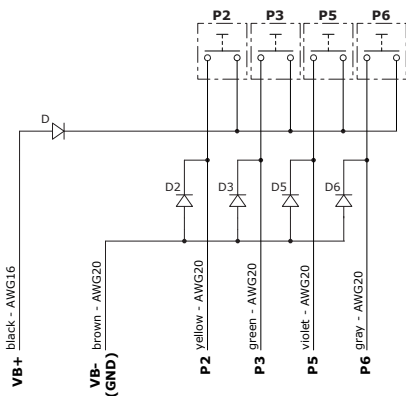 P2 P3 P5 P6
D
D2 D3 D5 D6
black - AWG16
brown - AWG20
yellow - AWG20
green - AWG20
violet - AWG20
gray - AWG20
VB+
VB-
(GND)
P2
P3
P5
P6